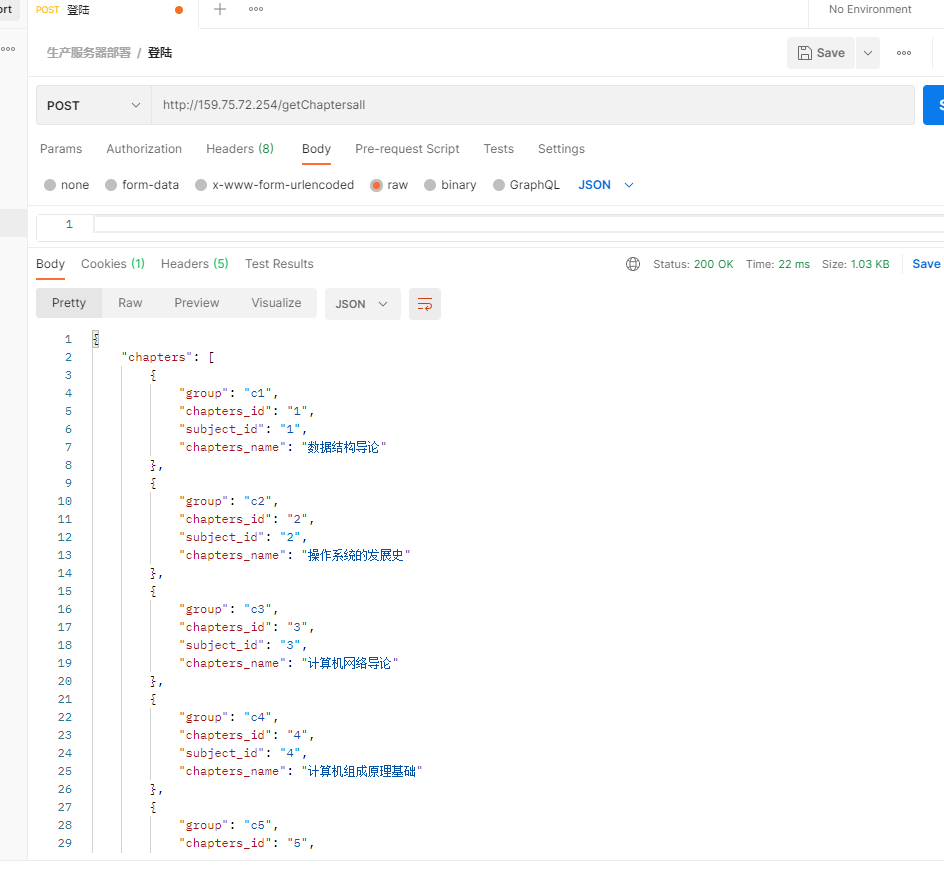 ort POST 登陆 + ooo No Environment
ooo 生产服务器部署 / 登陆 Save ooo
POST http://159.75.72.254/getChaptersall S
Params Authorization Headers (8) Body Pre-request Script Tests Settings
none form-data x-www-form-urlencoded raw binary GraphQL JSON
1
Body Cookies (1) Headers (5) Test Results Status: 200 OK Time: 22 ms Size: 1.03 KB Save
Pretty Raw Preview Visualize JSON
1 {
2 "chapters": [
3 {
4 "group": "c1",
5 "chapters_id": "1",
6 "subject_id": "1",
7 "chapters_name": "数据结构导论"
8 },
9 {
10 "group": "c2",
11 "chapters_id": "2",
12 "subject_id": "2",
13 "chapters_name": "操作系统的发展史"
14 },
15 {
16 "group": "c3",
17 "chapters_id": "3",
18 "subject_id": "3",
19 "chapters_name": "计算机网络导论"
20 },
21 {
22 "group": "c4",
23 "chapters_id": "4",
24 "subject_id": "4",
25 "chapters_name": "计算机组成原理基础"
26 },
27 {
28 "group": "c5",
29 "chapters_id": "5",